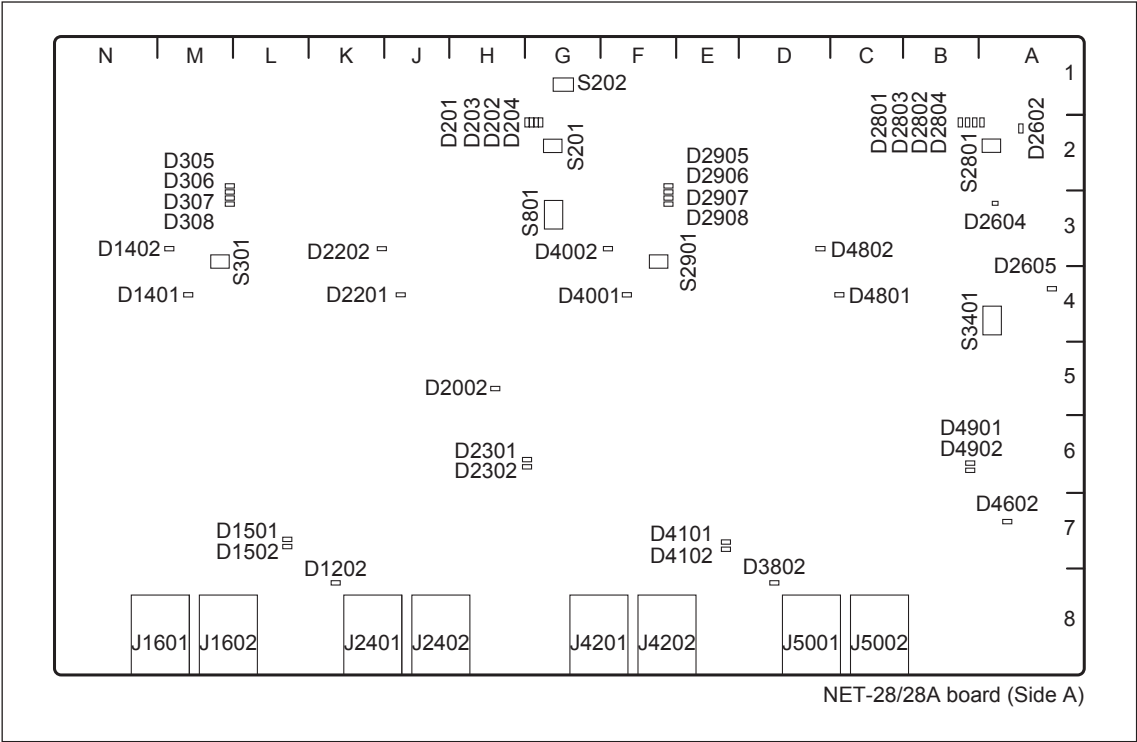 N M L K J H G F E D C B A
1
S202
D201
D203
D202
D204
D2801
D2803
D2802
D2804
D2602
2
S201
S2801
D305
D306
D307
D308
D2905
D2906
D2907
D2908
S801
3
D2604
D1402
S301
D2202
D4002
S2901
D4802
D2605
D1401
D2201
D4001
D4801
4
S3401
D2002
5
D4901
D4902
D2301
D2302
6
D4602
D1501
D1502
D4101
D4102
7
D1202
D3802
8
J1601 J1602 J2401 J2402 J4201 J4202 J5001 J5002
NET-28/28A board (Side A)